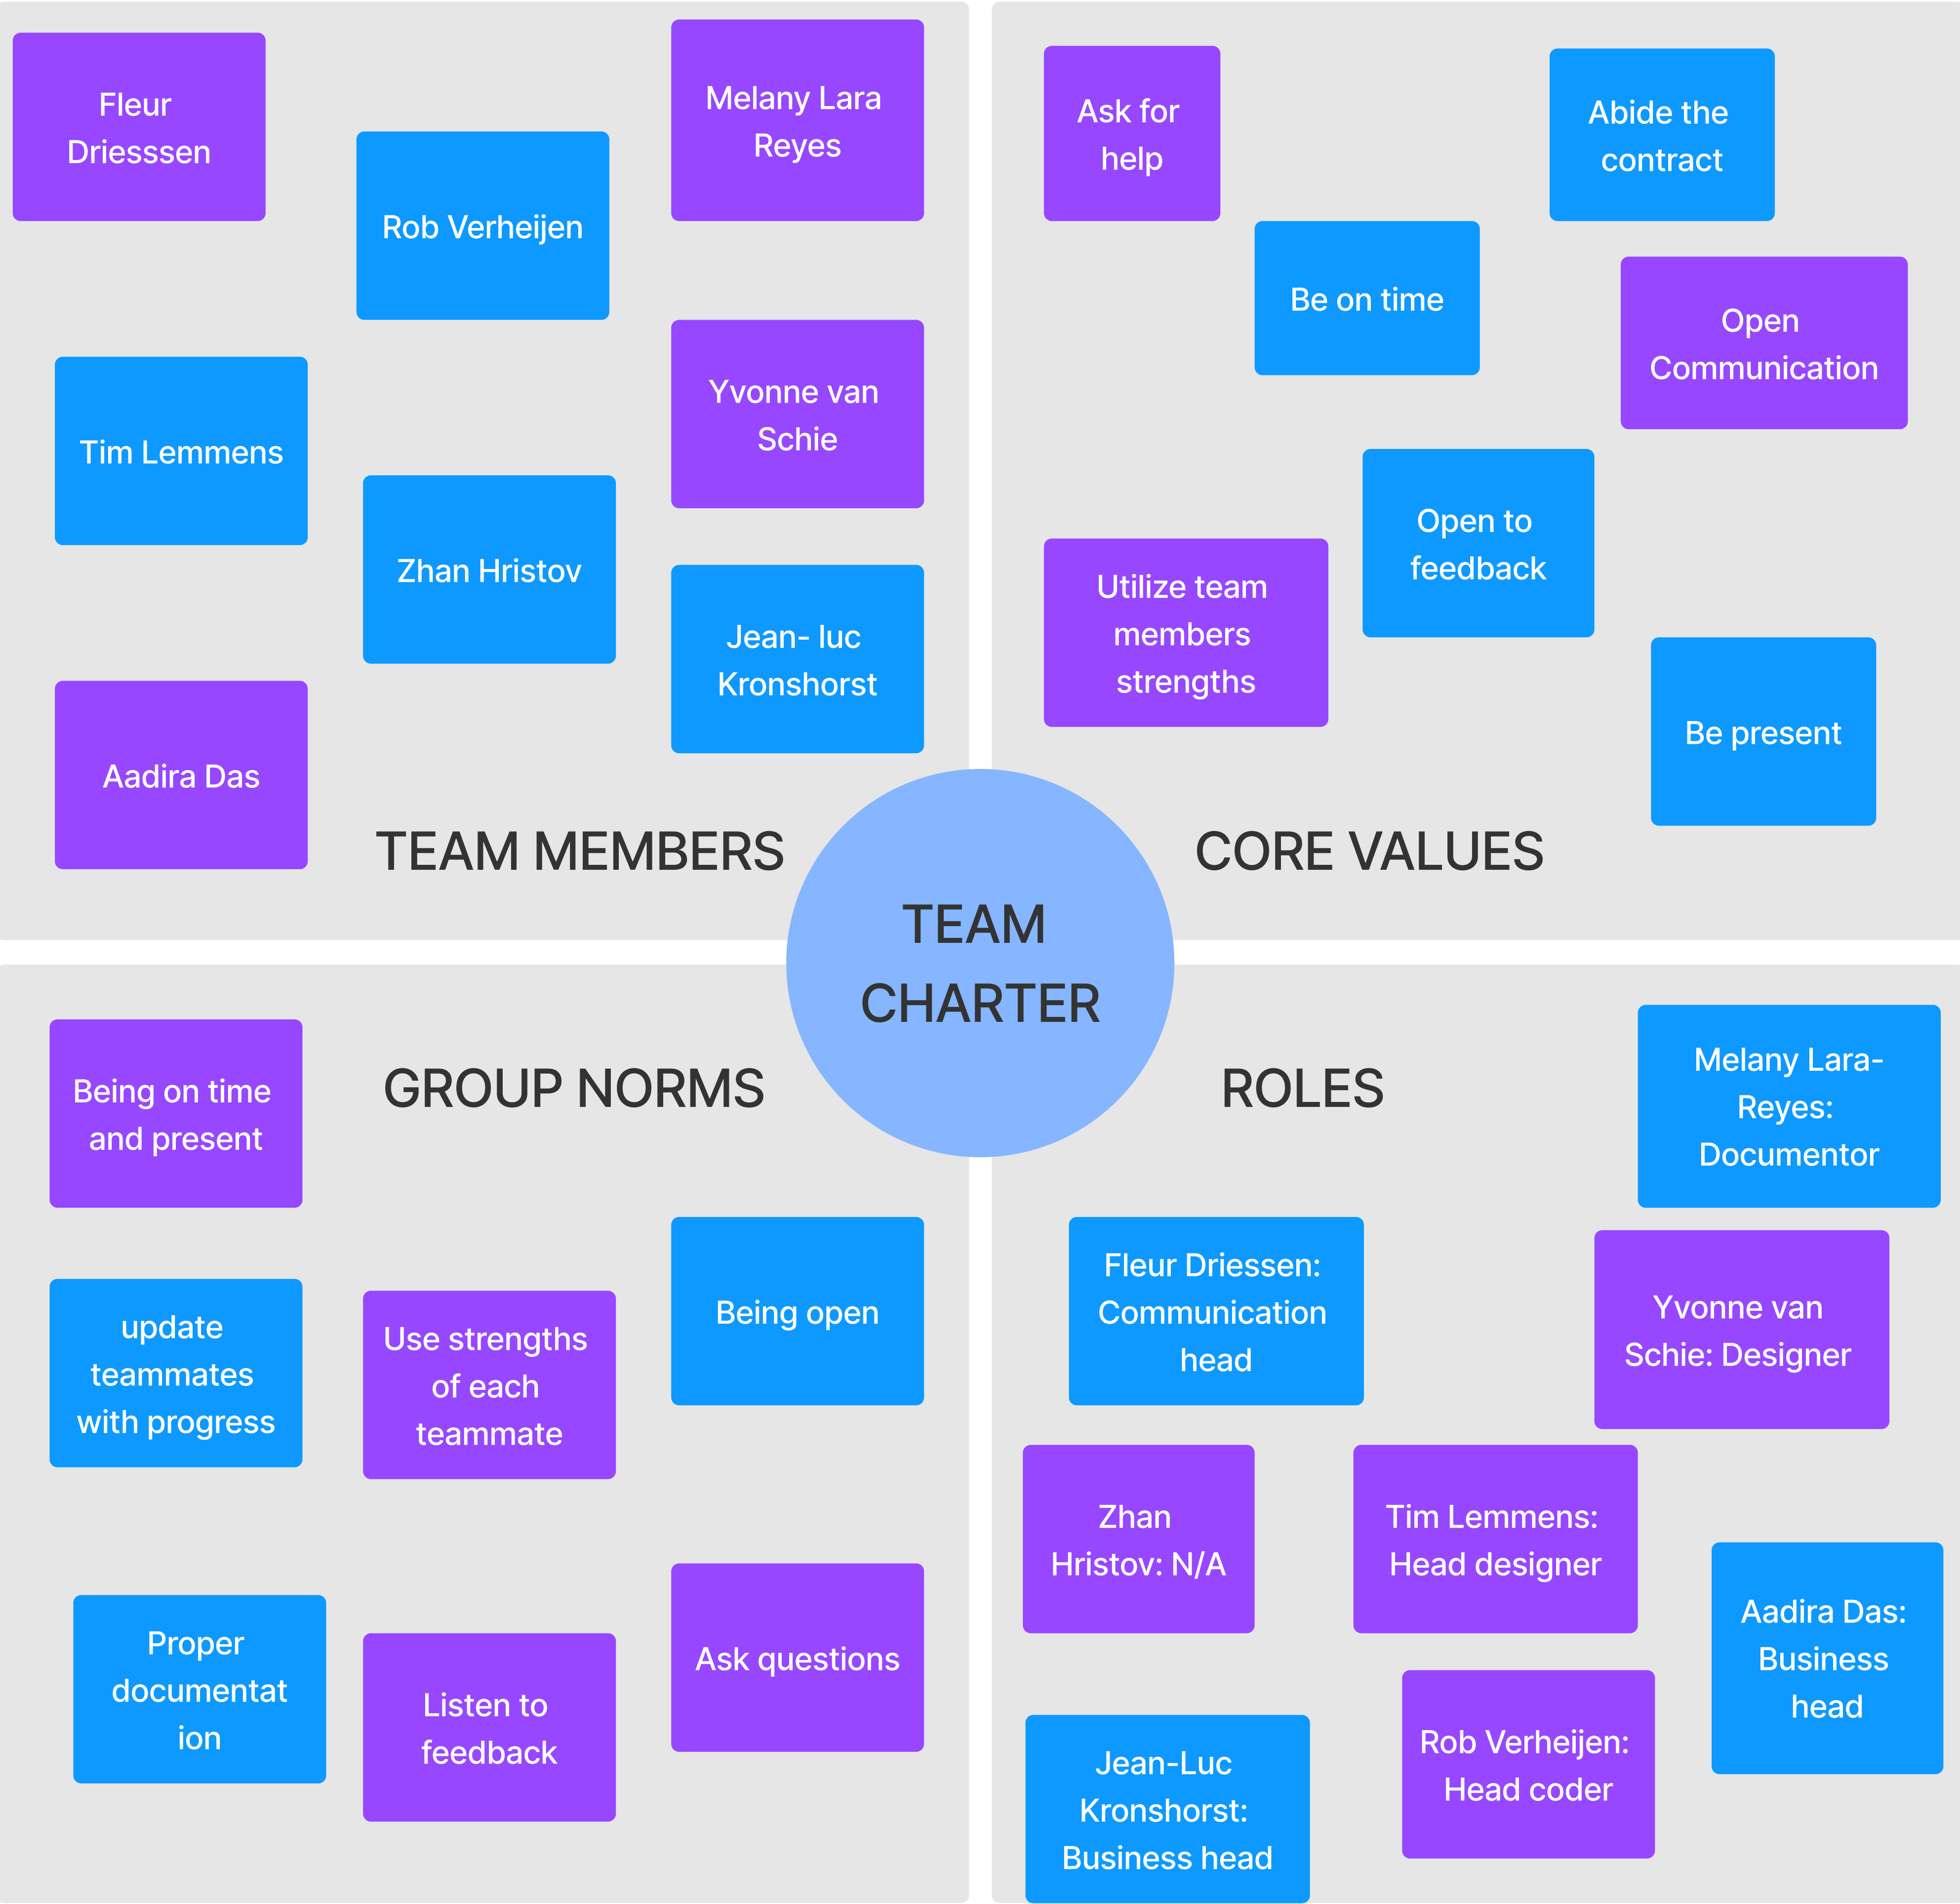 Fleur
Driesssen
Rob Verheijen
Melany Lara
Reyes
Tim Lemmens
Yvonne van
Schie
Zhan Hristov
Jean- luc
Kronshorst
Aadira Das
TEAM MEMBERS
Ask for
help
Abide the
contract
Be on time
Open
Communication
Open to
feedback
Utilize team
members
strengths
Be present
CORE VALUES
TEAM
CHARTER
GROUP NORMS
Being on time
and present
update
teammates
with progress
Use strengths
of each
teammate
Being open
Proper
documentat
ion
Listen to
feedback
Ask questions
ROLES
Melany Lara-
Reyes:
Documentor
Fleur Driessen:
Communication
head
Yvonne van
Schie: Designer
Zhan
Hristov: N/A
Tim Lemmens:
Head designer
Aadira Das:
Business
head
Rob Verheijen:
Head coder
Jean-Luc
Kronshorst:
Business head